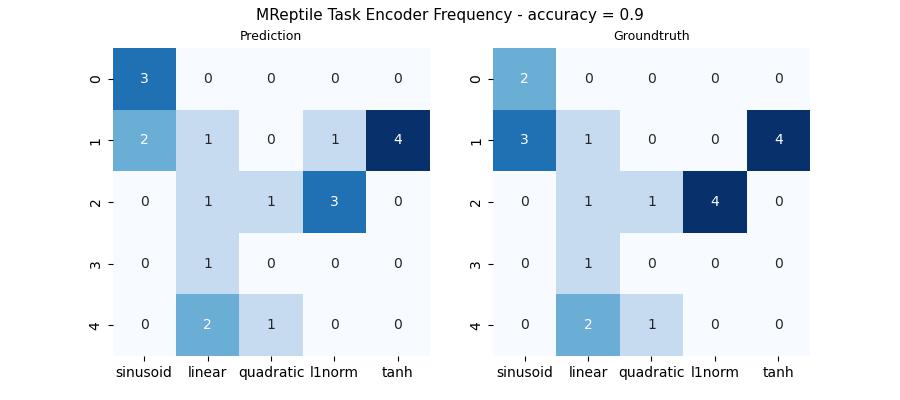 MReptile Task Encoder Frequency - accuracy = 0.9
Prediction
Groundtruth
0 3 0 0 0 0
0 2 0 0 0 0
1 2 1 0 1 4
1 3 1 0 0 4
2 0 1 1 3 0
2 0 1 1 4 0
3 0 1 0 0 0
3 0 1 0 0 0
4 0 2 1 0 0
4 0 2 1 0 0
sinusoid linear quadratic l1norm tanh
sinusoid linear quadratic l1norm tanh